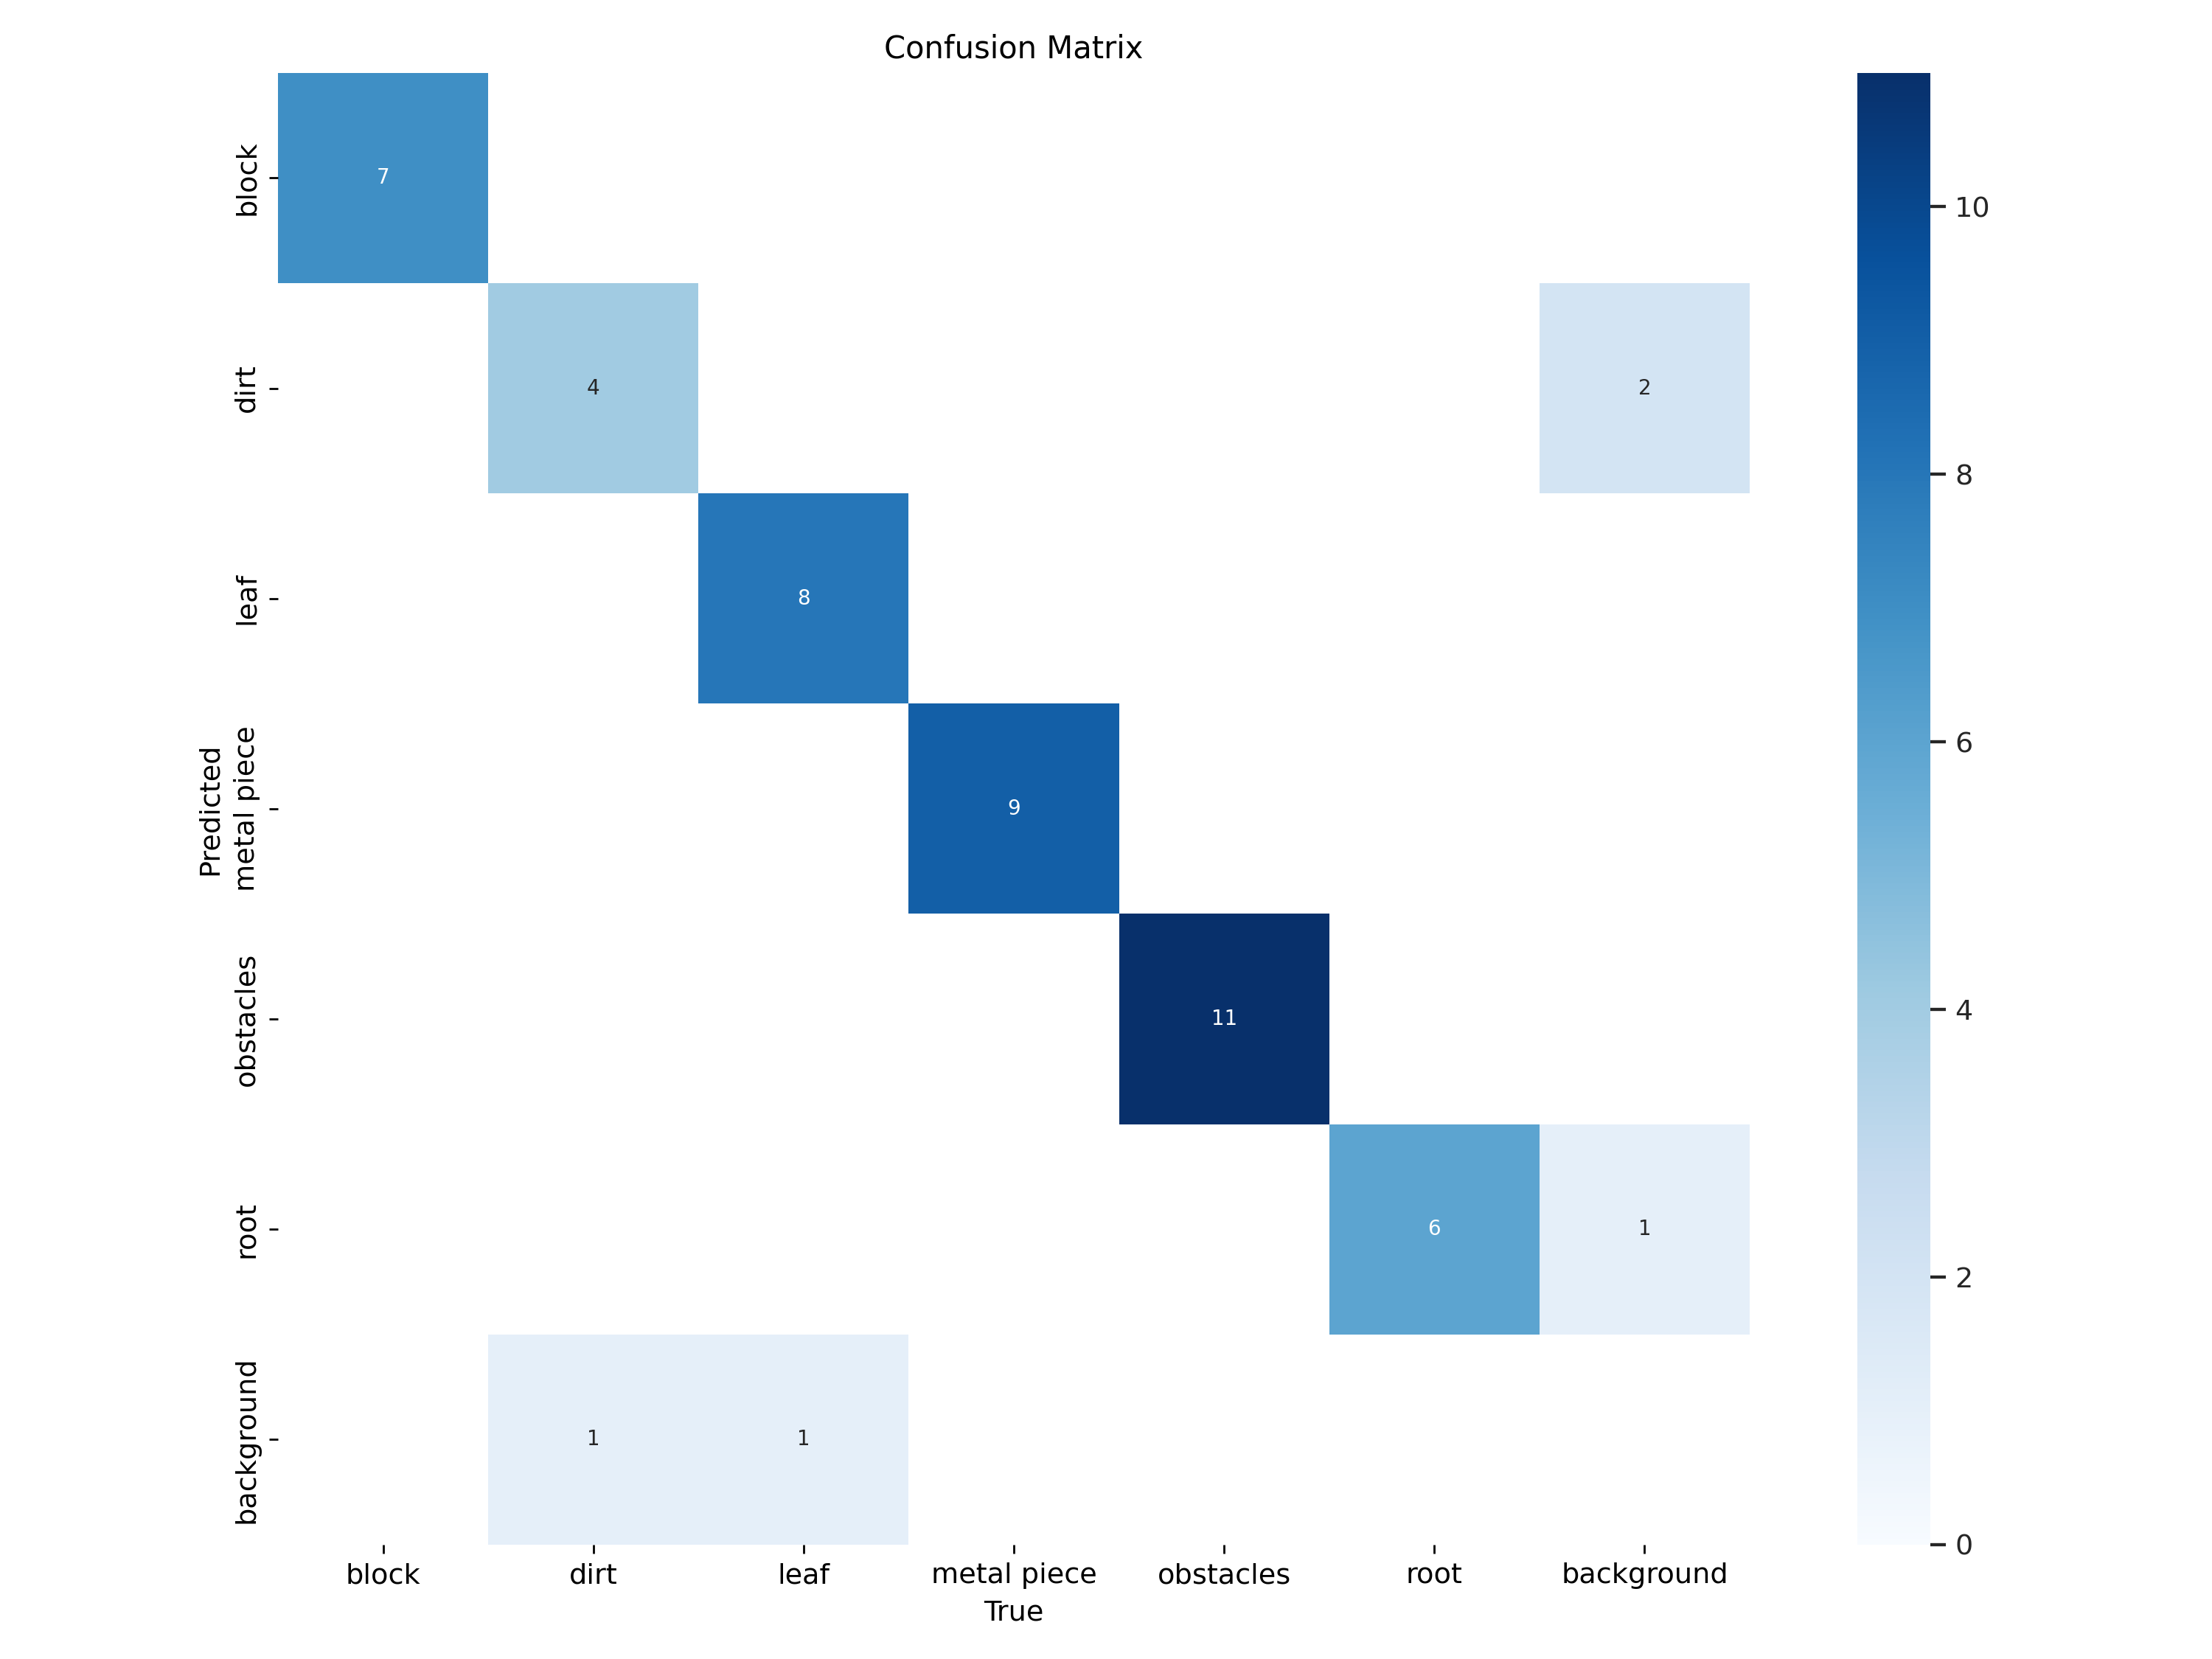 Confusion Matrix
block
dirt
leaf
metal piece
obstacles
root
background
Predicted
7
4
2
8
9
11
6
1
1
1
block
dirt
leaf
metal piece
obstacles
root
background
True
10
8
6
4
2
0